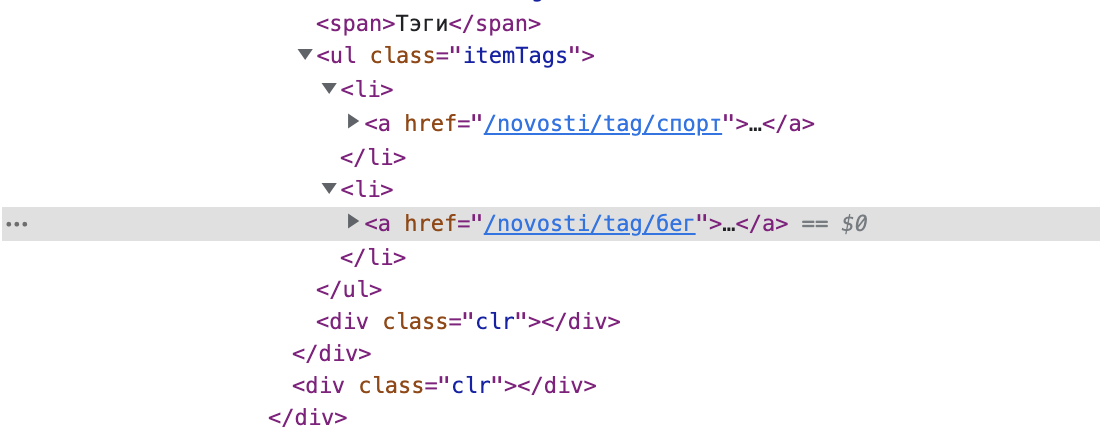 <span>Тэги</span>
<ul class="itemTags">
<li>
<a href="/novosti/tag/спорт">…</a>
</li>
<li>
<a href="/novosti/tag/бег">…</a> == $0
</li>
</ul>
<div class="clr"></div>
</div>
<div class="clr"></div>
</div>